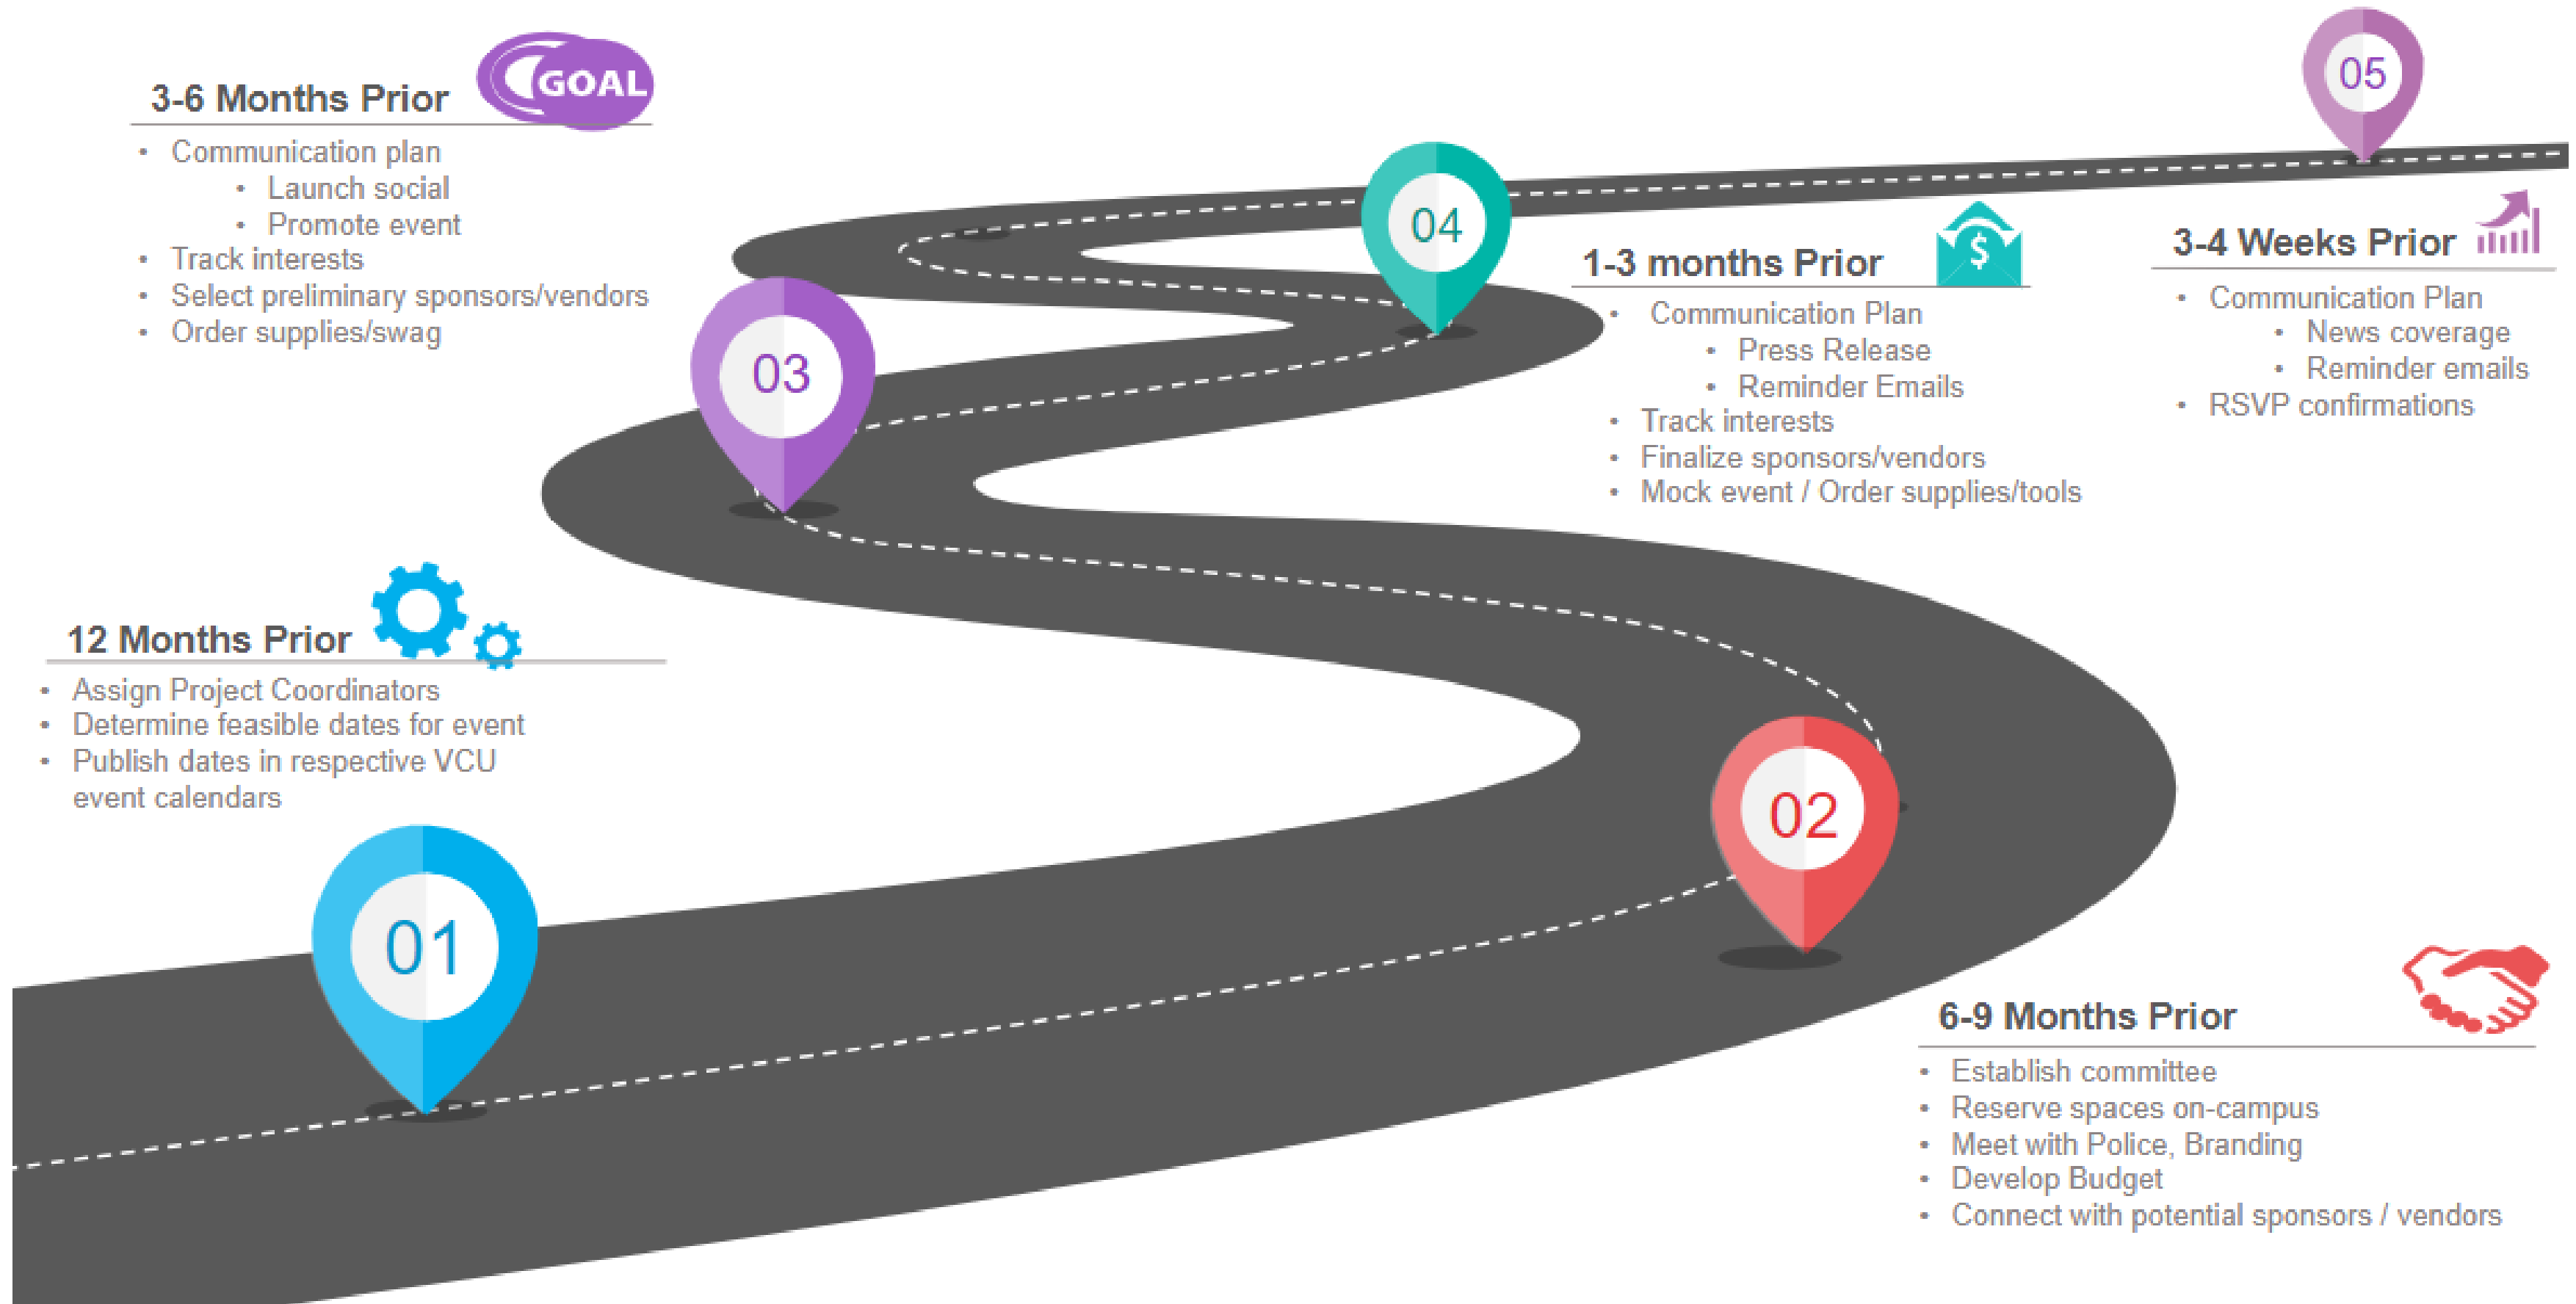 3-6 Months Prior
GOAL
• Communication plan
• Launch social
• Promote event
• Track interests
• Select preliminary sponsors/vendors
• Order supplies/swag
05
04
1-3 months Prior
$
• Communication Plan
• Press Release
• Reminder Emails
• Track interests
• Finalize sponsors/vendors
• Mock event / Order supplies/tools
3-4 Weeks Prior
• Communication Plan
• News coverage
• Reminder emails
• RSVP confirmations
03
12 Months Prior
• Assign Project Coordinators
• Determine feasible dates for event
• Publish dates in respective VCU
event calendars
02
01
6-9 Months Prior
• Establish committee
• Reserve spaces on-campus
• Meet with Police, Branding
• Develop Budget
• Connect with potential sponsors / vendors